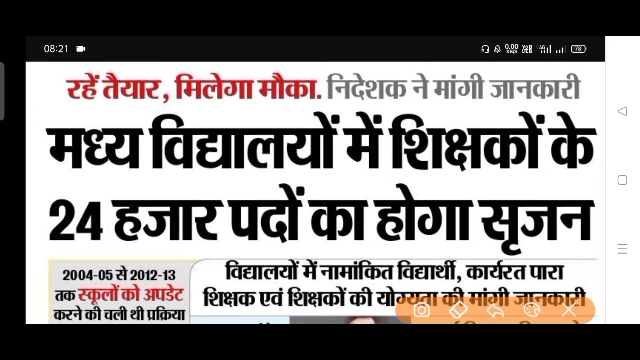 08:21
रहें तैयार, मिलेगा मौका. निदेशक ने मांगी जानकारी
मध्य विद्यालयों में शिक्षकों के
24 हजार पदों का होगा सृजन
2004-05 से 2012-13
तक स्कूलों को अपडेट
करने की चली थी प्रक्रिया
विद्यालयों में नामांकित विद्यार्थी, कार्यरत पारा
शिक्षक एवं शिक्षकों की योग्यता की मांगी जानकारी